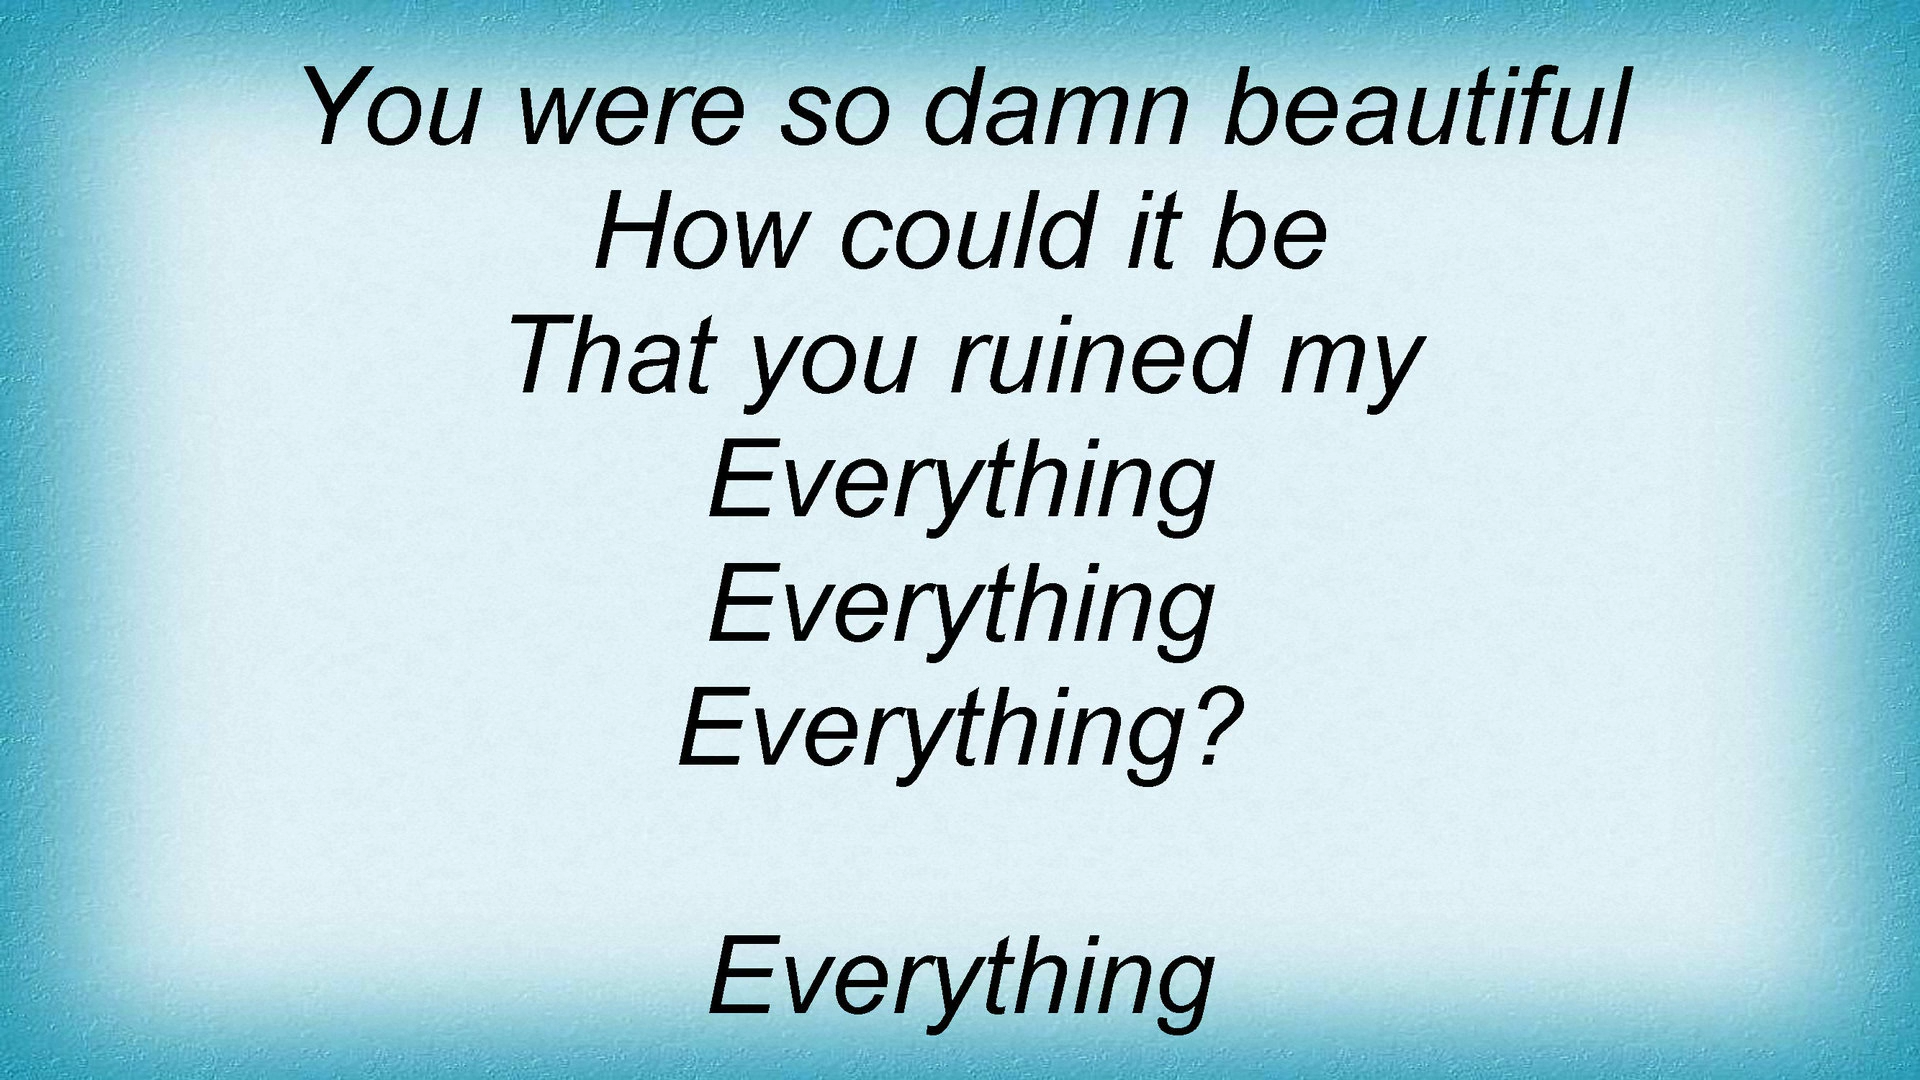 You were so damn beautiful
How could it be
That you ruined my
Everything
Everything
Everything?
Everything